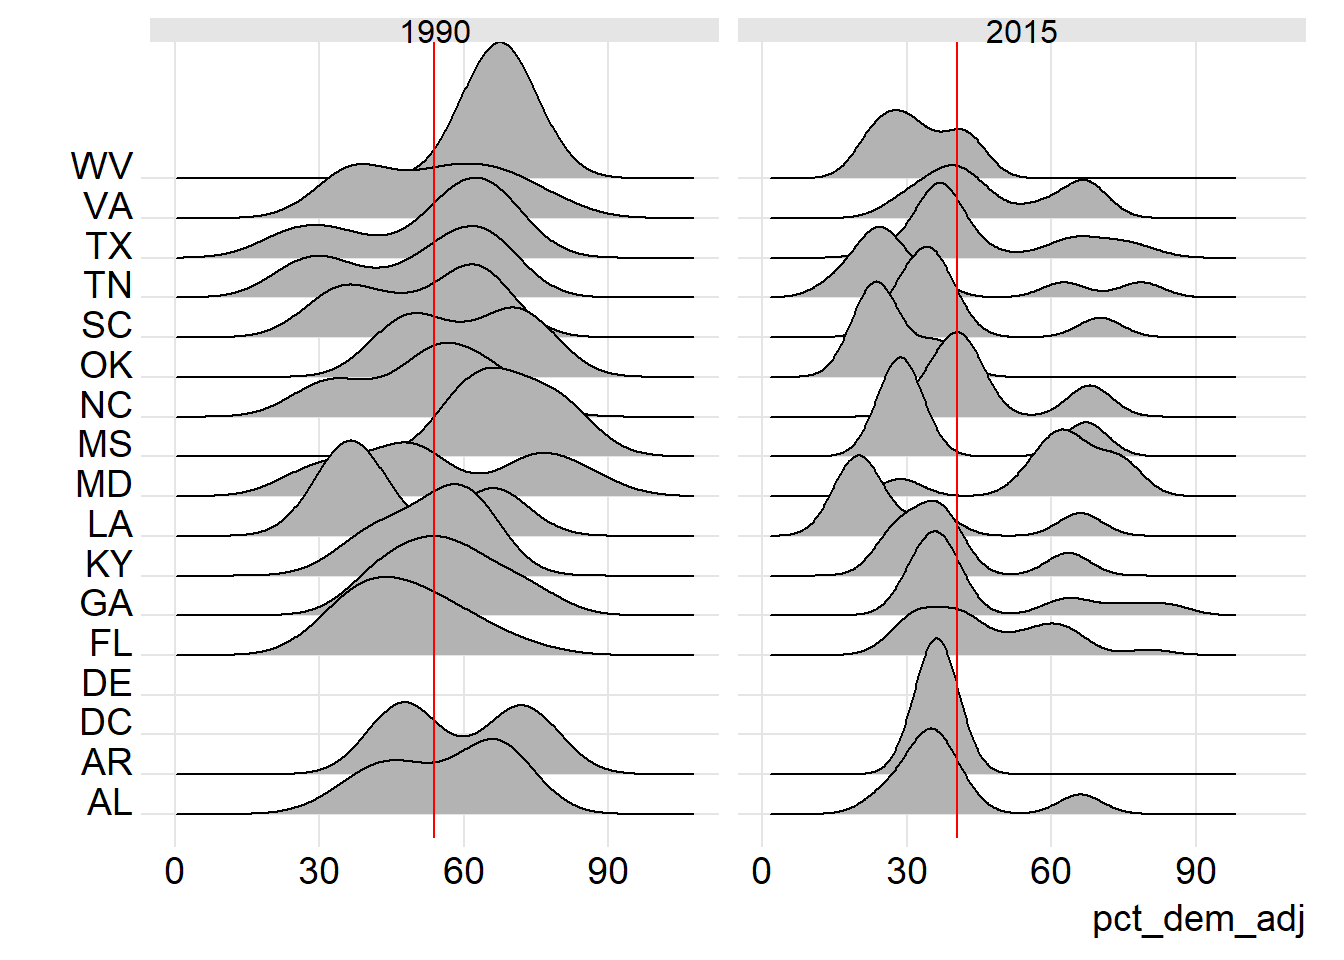 1990 2015
WV
VA
TX
TN
SC
OK
NC
MS
MD
LA
KY
GA
FL
DE
DC
AR
AL
0 30 60 90 0 30 60 90
pct_dem_adj